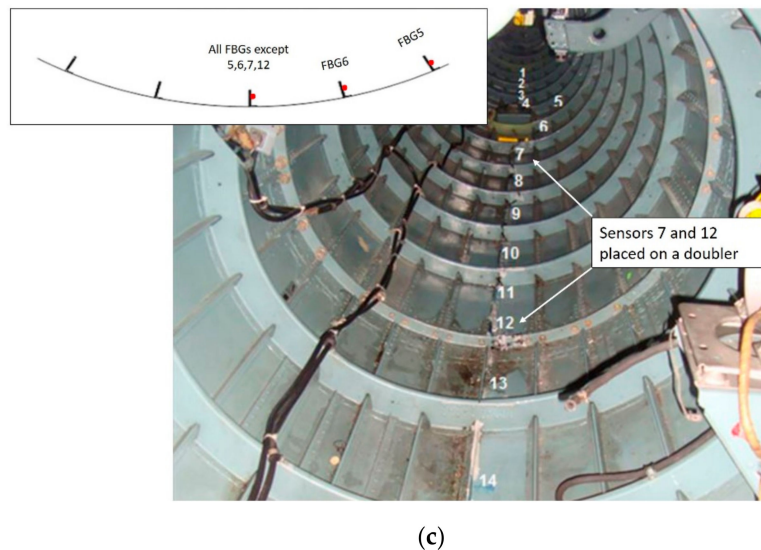 All FBGs except
5,6,7,12
FBG6
FBG5
1
2
3
4
5
6
7
8
9
10
11
12
13
14
Sensors 7 and 12
placed on a doubler
(c)